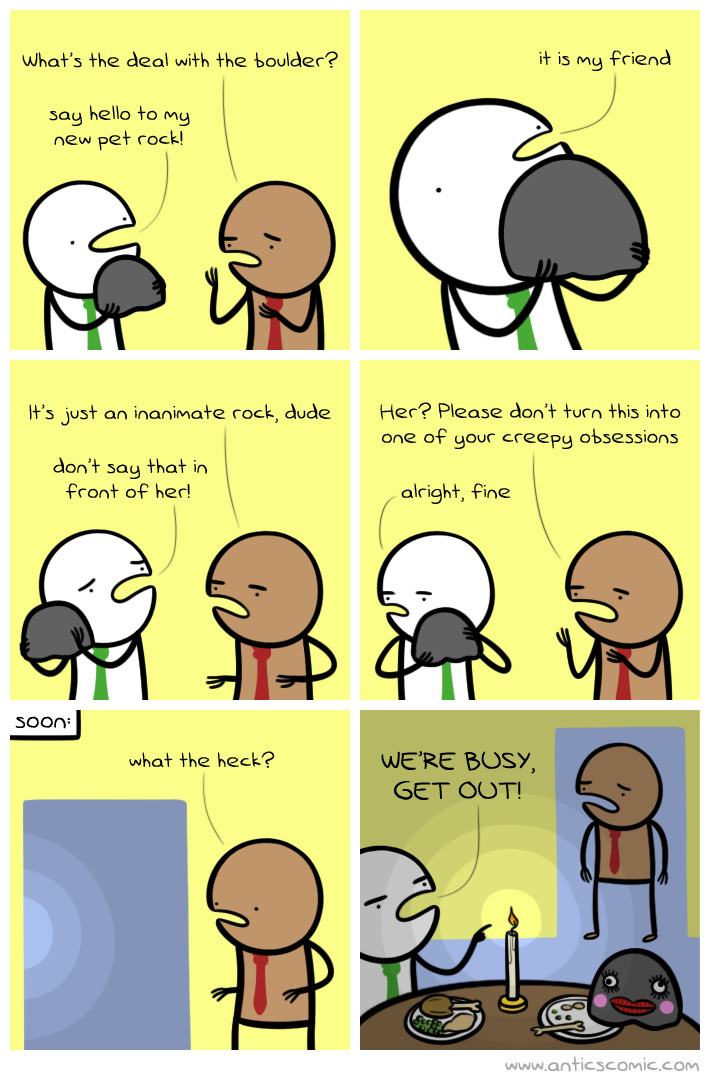 What's the deal with the boulder?
say hello to my
new pet rock!
it is my friend
It's just an inanimate rock, dude
don't say that in
front of her!
Her? Please don't turn this into
one of your creepy obsessions
alright, fine
soon:
what the heck?
WE'RE BUSY,
GET OUT!
www.anticscomic.com